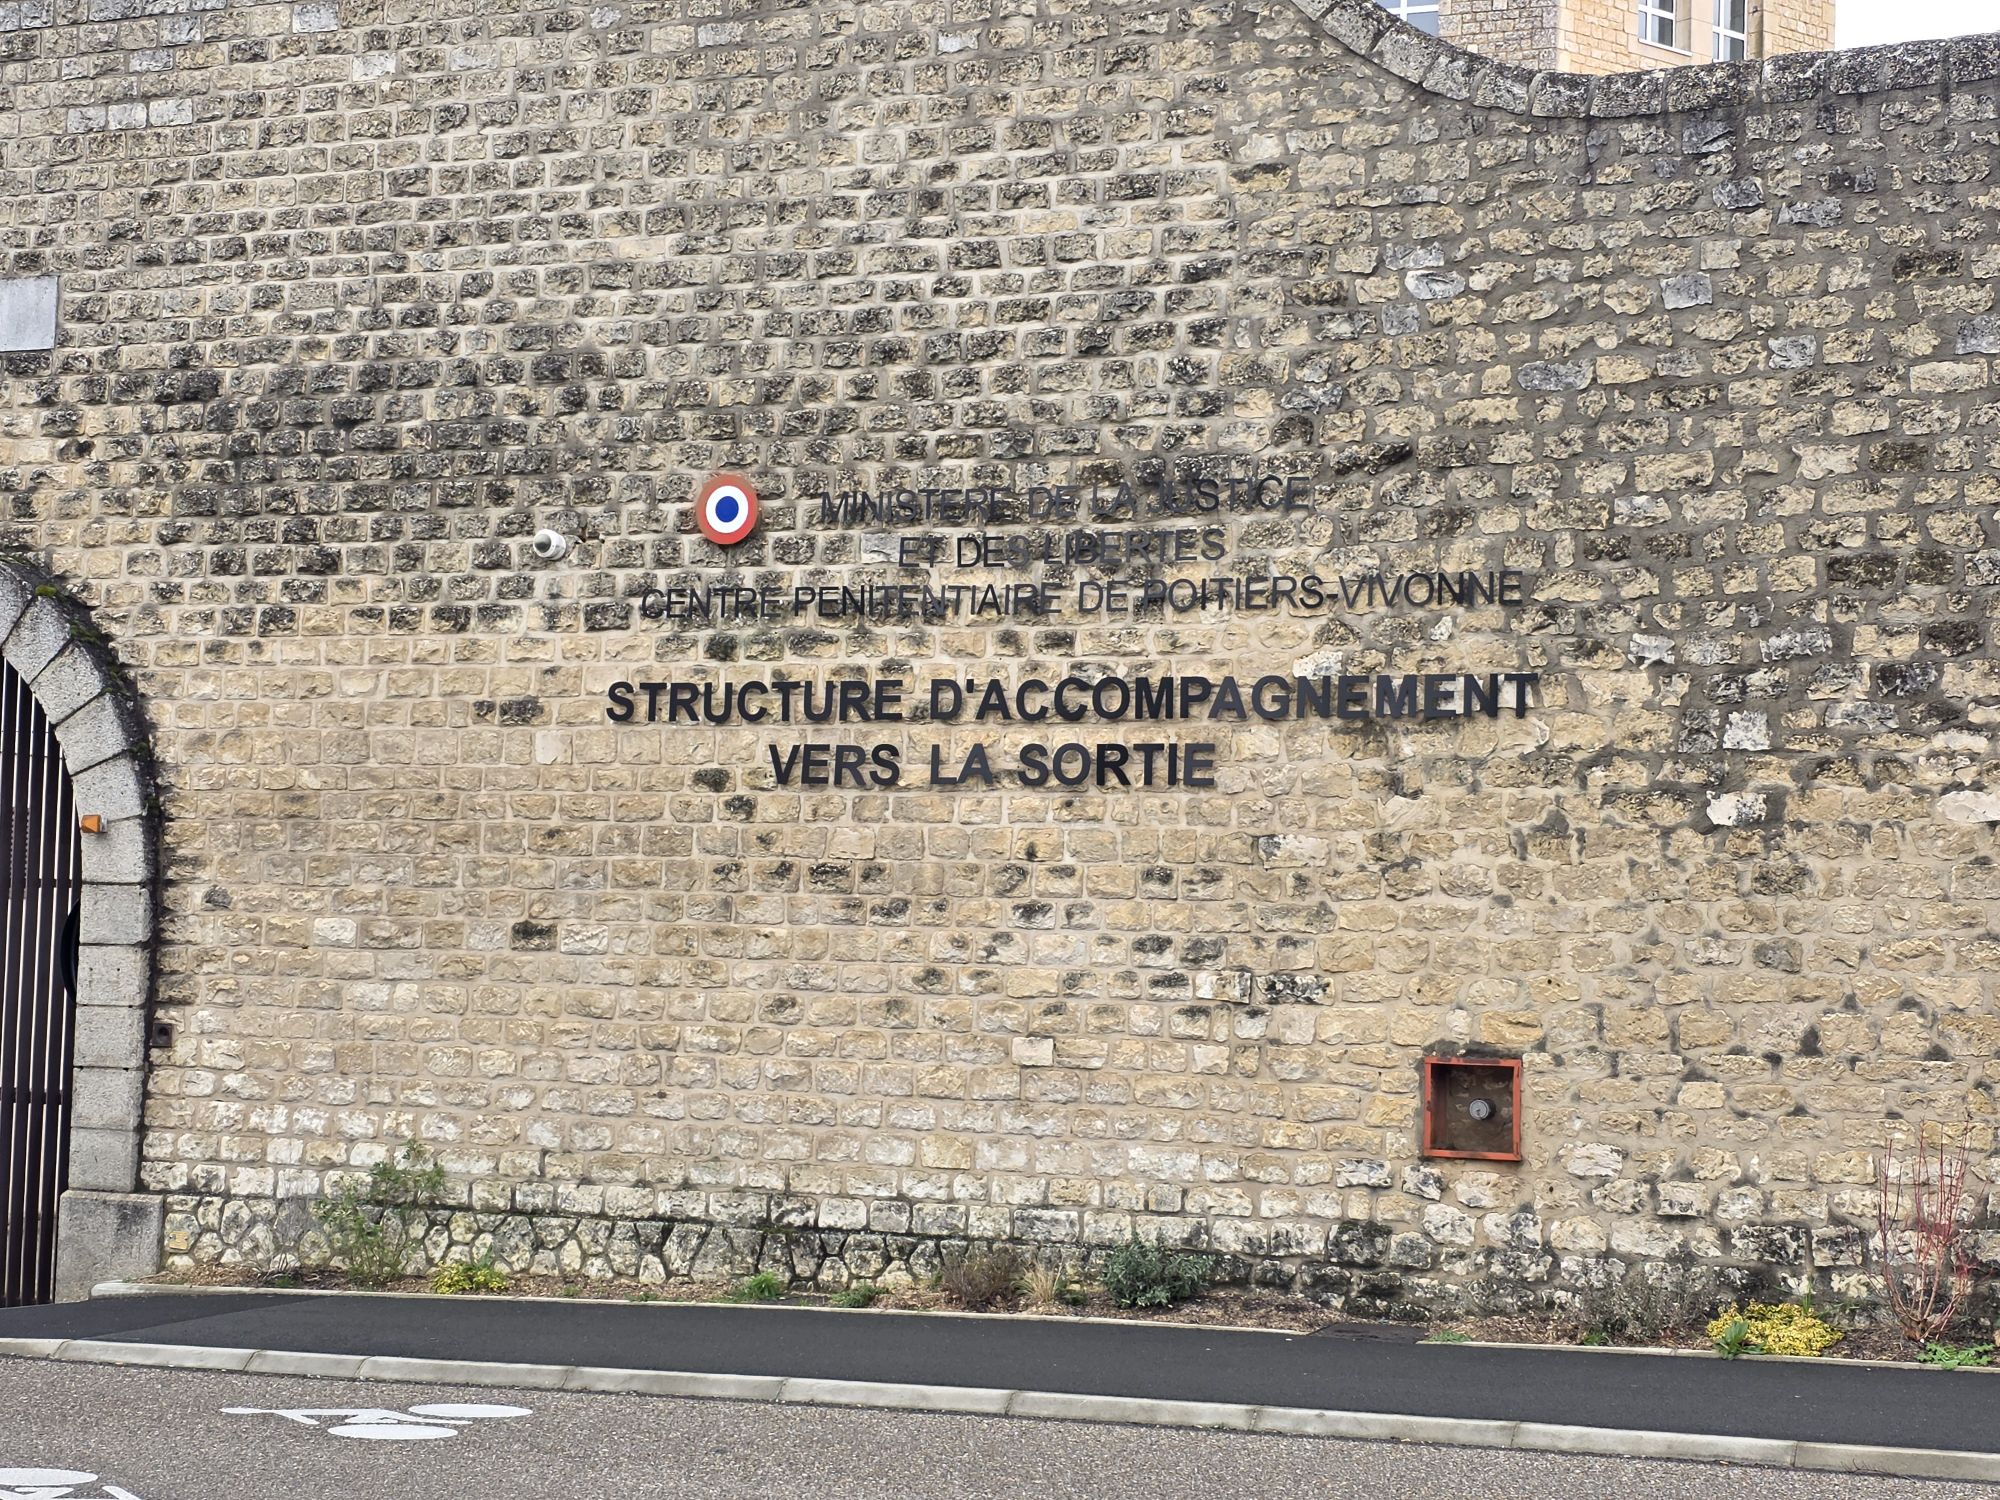 MINISTERE DE LA JUSTICE
ET DES LIBERTES
CENTRE PENITENTIAIRE DE POITIERS-VIVONNE
STRUCTURE D'ACCOMPAGNEMENT
VERS LA SORTIE